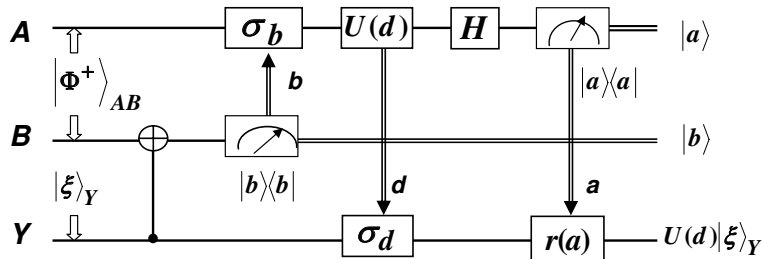 A σ_b U(d) H |a⟩
|Φ⁺⟩_AB b |a⟩⟨a|
B |b⟩
|ξ⟩_Y |b⟩⟨b| d a
Y σ_d r(a) U(d)|ξ⟩_Y